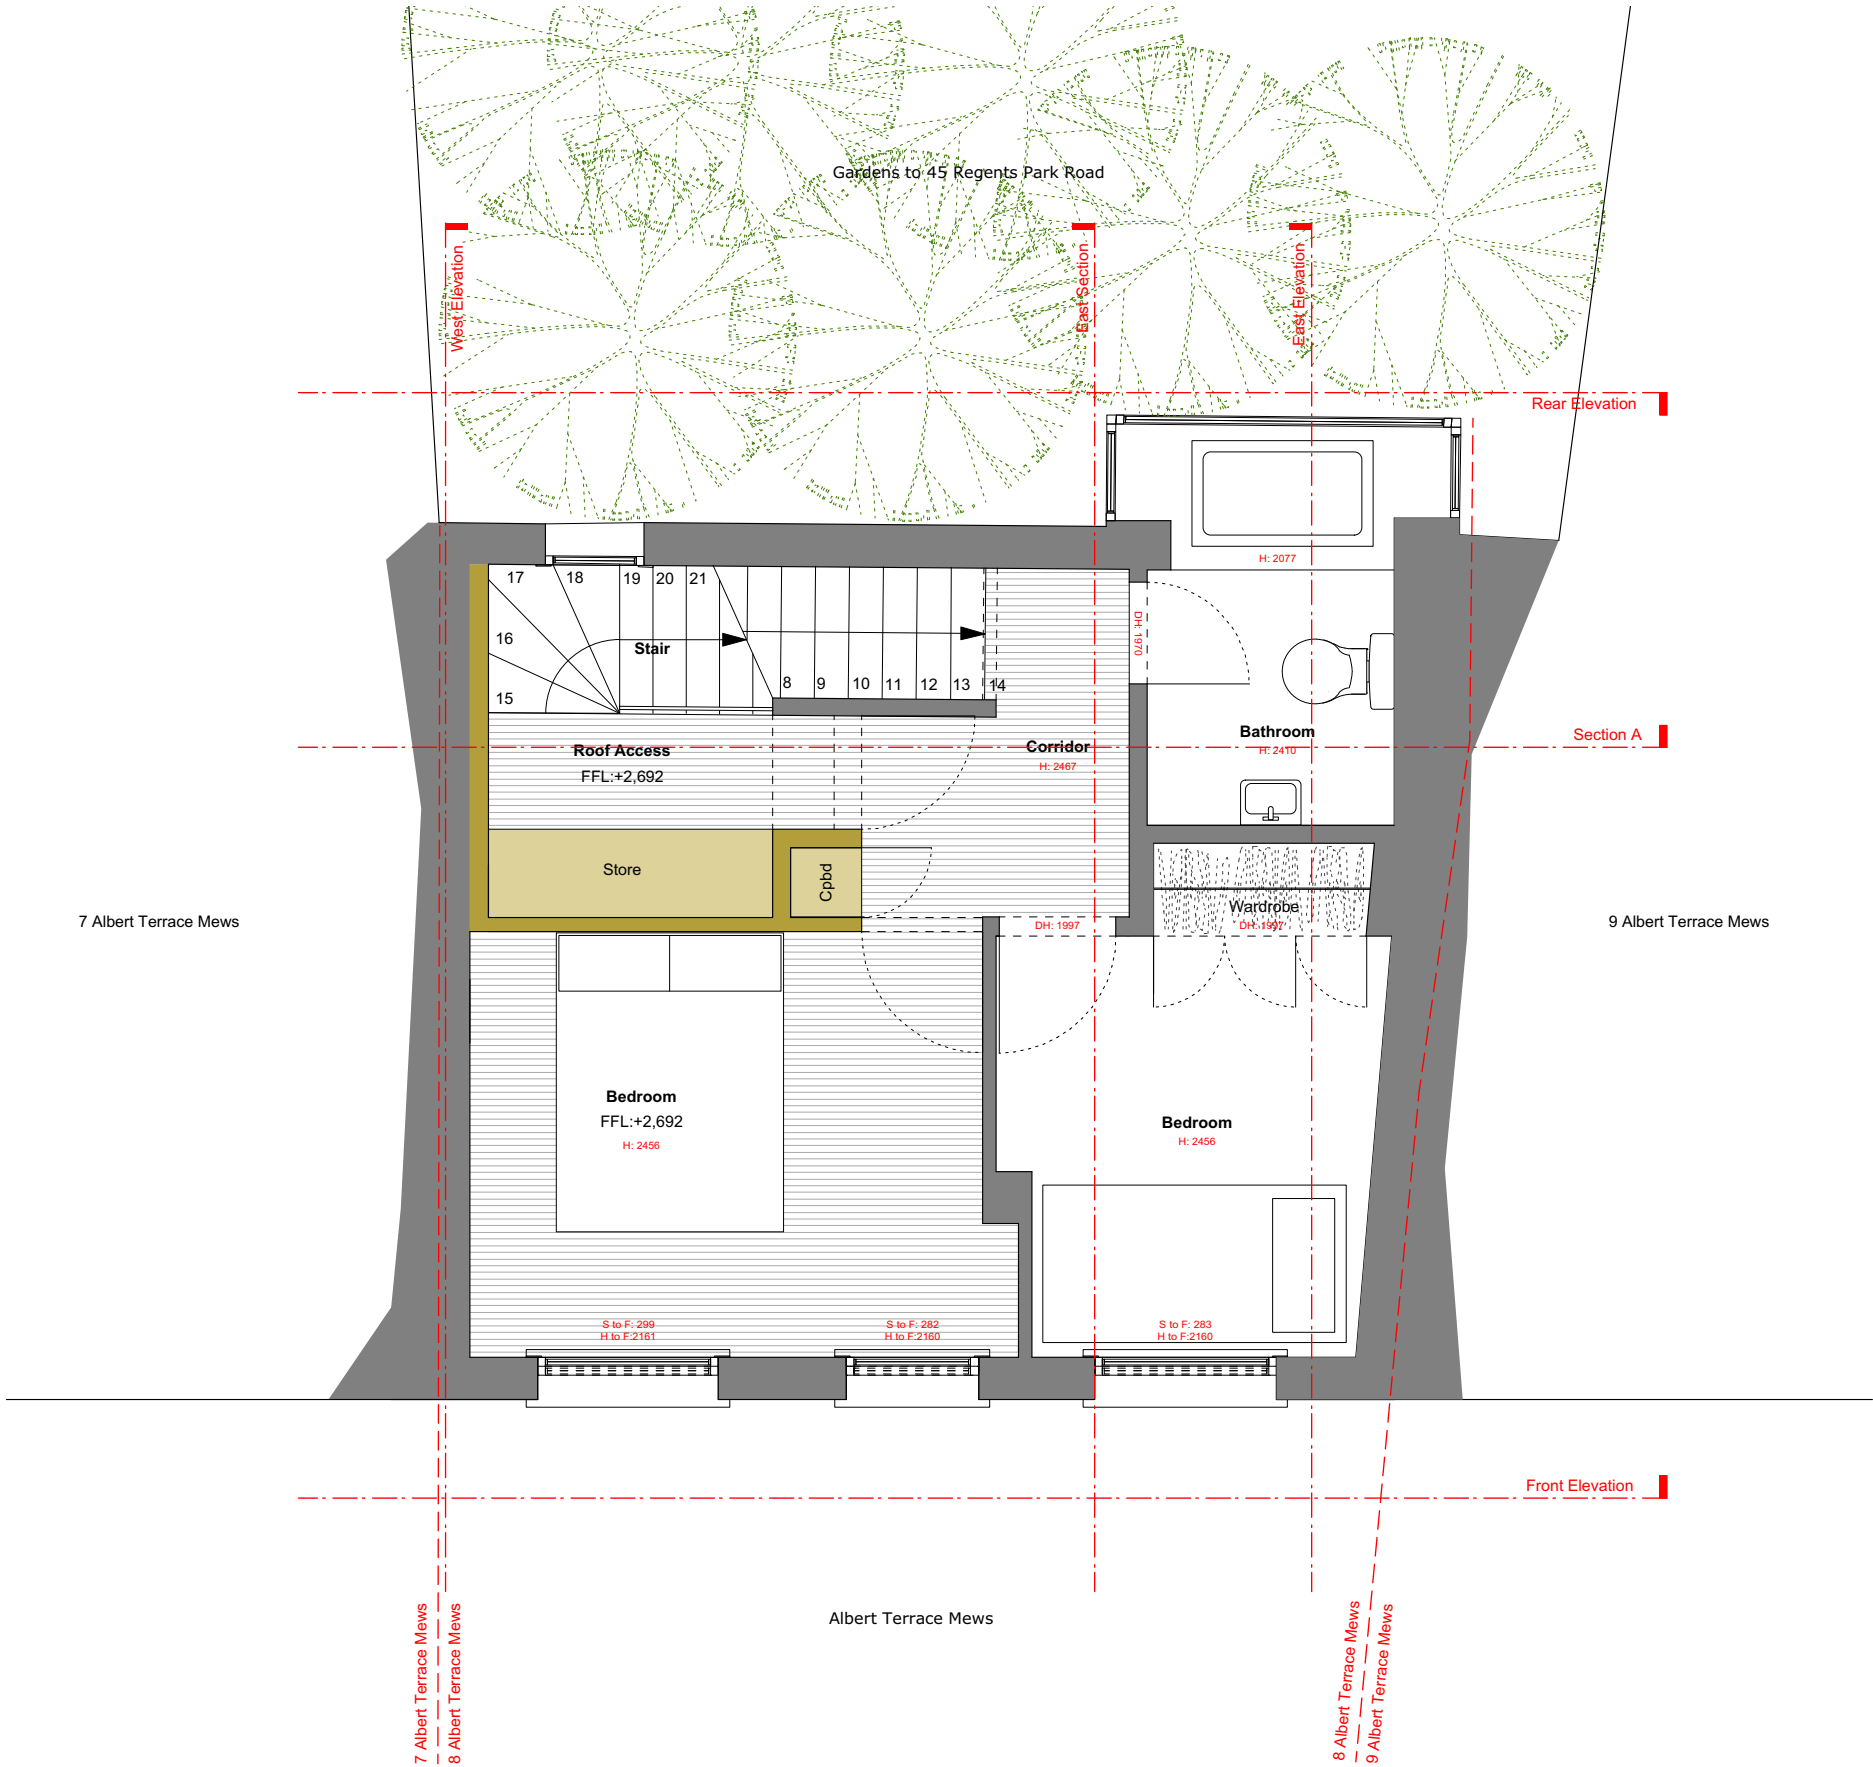 Gardens to 45 Regents Park Road
West Elevation
East Section
East Elevation
Rear Elevation
H: 2077
17
18
19
20
21
16
15
Stair
8
9
10
11
12
13
14
DH: 1970
Roof Access
FFL:+2,692
Corridor
H: 2467
Bathroom
H: 2410
Section A
Store
Cpbd
Wardrobe
DH: 1997
DH: 1997
7 Albert Terrace Mews
9 Albert Terrace Mews
Bedroom
FFL:+2,692
H: 2456
Bedroom
H: 2456
S to F: 299
H to F:2161
S to F: 282
H to F:2160
S to F: 283
H to F:2160
Front Elevation
Albert Terrace Mews
7 Albert Terrace Mews
8 Albert Terrace Mews
8 Albert Terrace Mews
9 Albert Terrace Mews